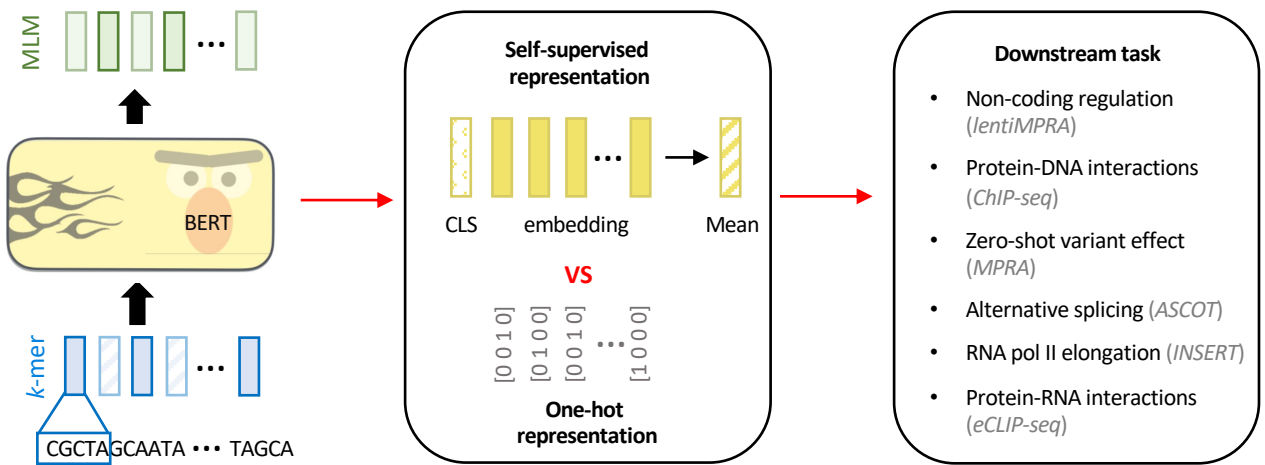 MLM
•••
BERT
k-mer
•••
CGCTAGCAATA ••• TAGCA
Self-supervised
representation
•••
CLS
embedding
Mean
VS
[0 0 1 0]
[0 1 0 0]
[0 0 1 0]
•••
[1 0 0 0]
One-hot
representation
Downstream task
• Non-coding regulation
(lentiMPRA)
• Protein-DNA interactions
(ChIP-seq)
• Zero-shot variant effect
(MPRA)
• Alternative splicing (ASCOT)
• RNA pol II elongation (INSERT)
• Protein-RNA interactions
(eCLIP-seq)